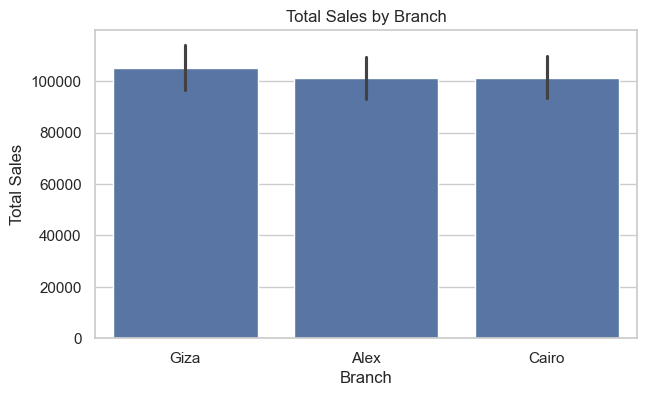 Total Sales by Branch
Total Sales
100000
80000
60000
40000
20000
0
Giza Alex Cairo
Branch